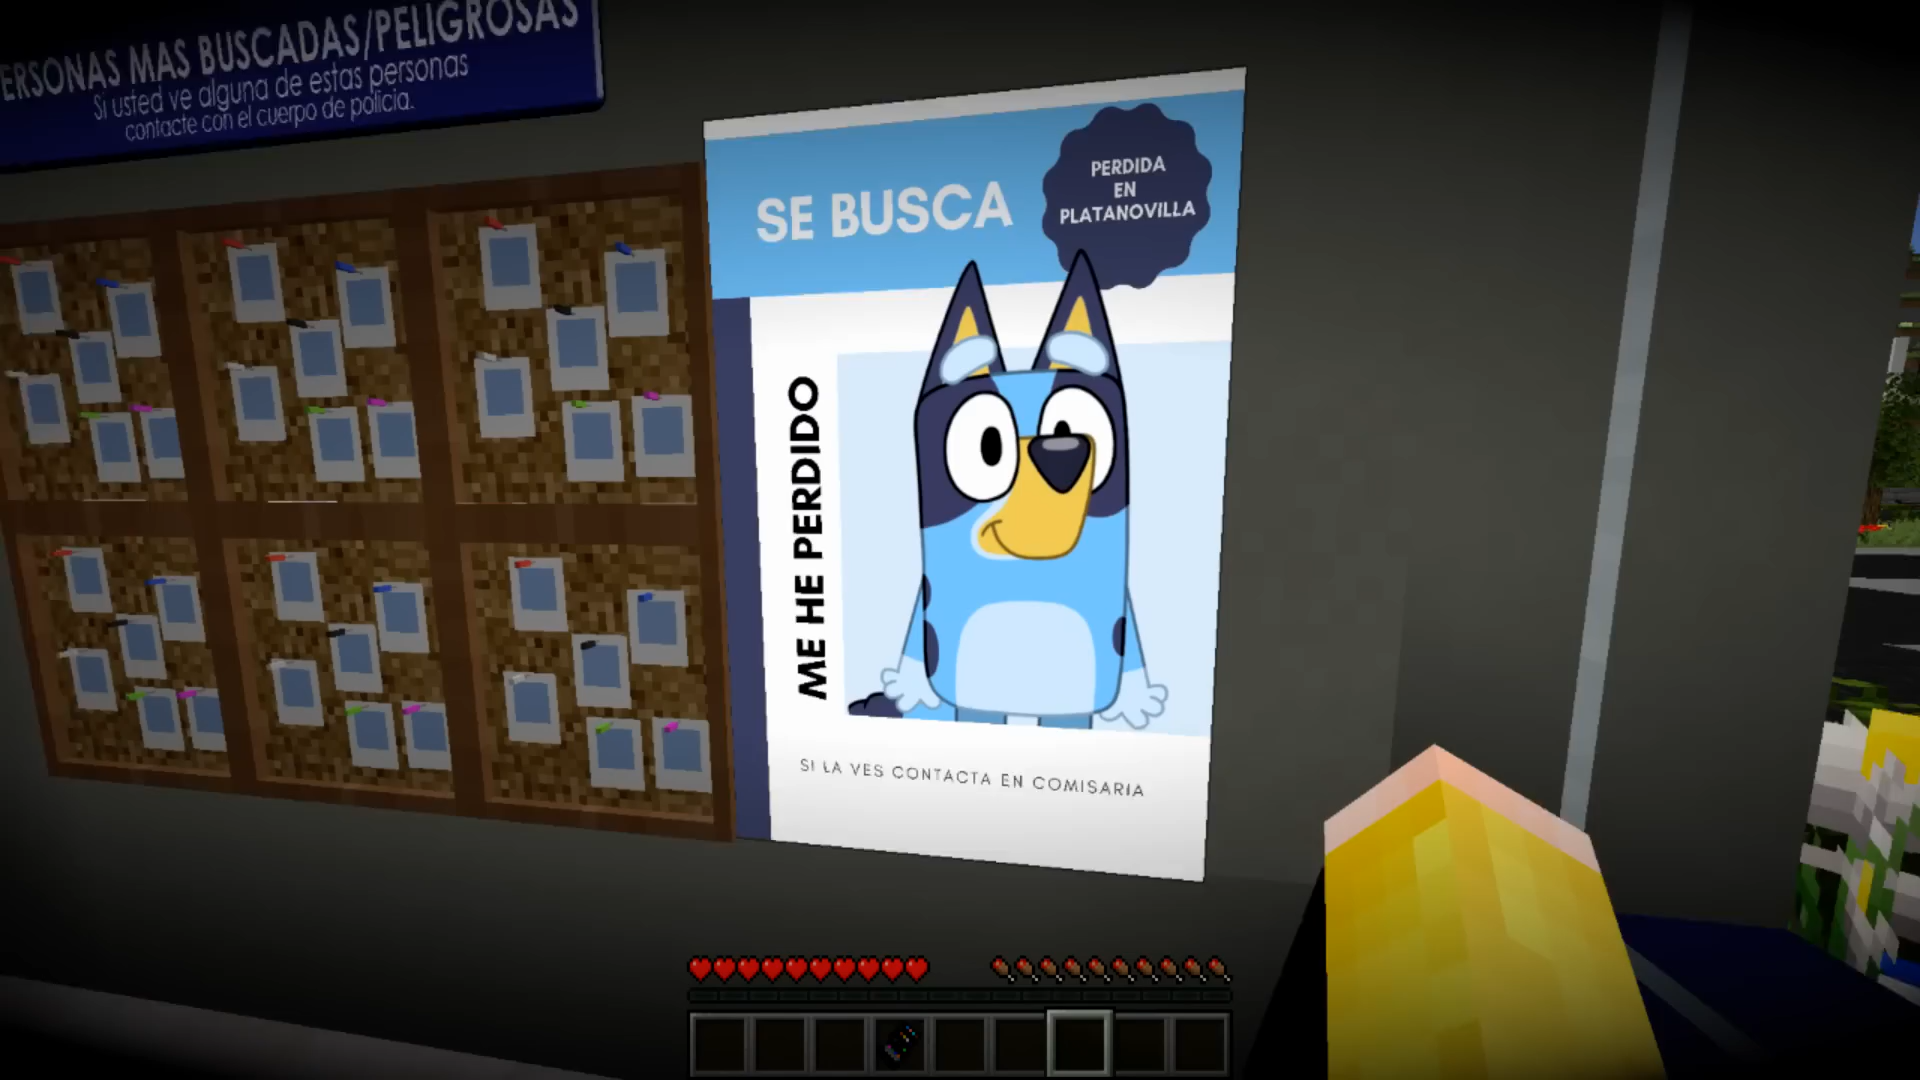 PERSONAS MAS BUSCADAS/PELIGROSAS
Si usted ve alguna de estas personas
contacte con el cuerpo de policia.
SE BUSCA
PERDIDA
EN
PLATANOVILLA
ME HE PERDIDO
SI LA VES CONTACTA EN COMISARIA